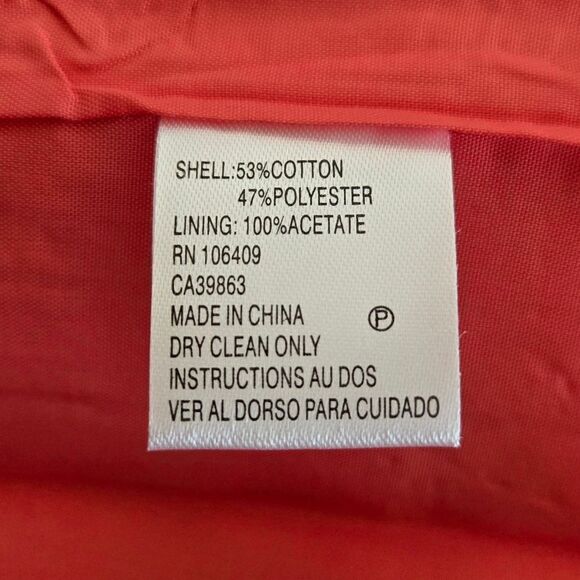 SHELL:53%COTTON
47%POLYESTER
LINING: 100%ACETATE
RN 106409
CA39863
MADE IN CHINA P
DRY CLEAN ONLY
INSTRUCTIONS AU DOS
VER AL DORSO PARA CUIDADO